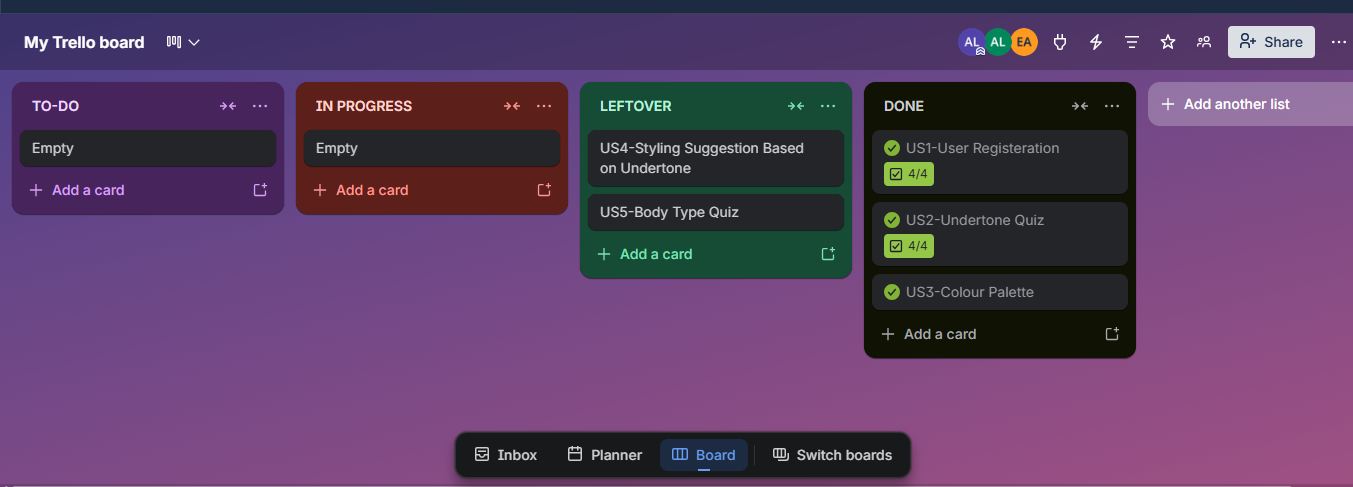 My Trello board
AL
AL
EA
Share
TO-DO
Empty
Add a card
IN PROGRESS
Empty
Add a card
LEFTOVER
US4-Styling Suggestion Based
on Undertone
US5-Body Type Quiz
Add a card
DONE
US1-User Registeration
4/4
US2-Undertone Quiz
4/4
US3-Colour Palette
Add a card
Add another list
Inbox
Planner
Board
Switch boards